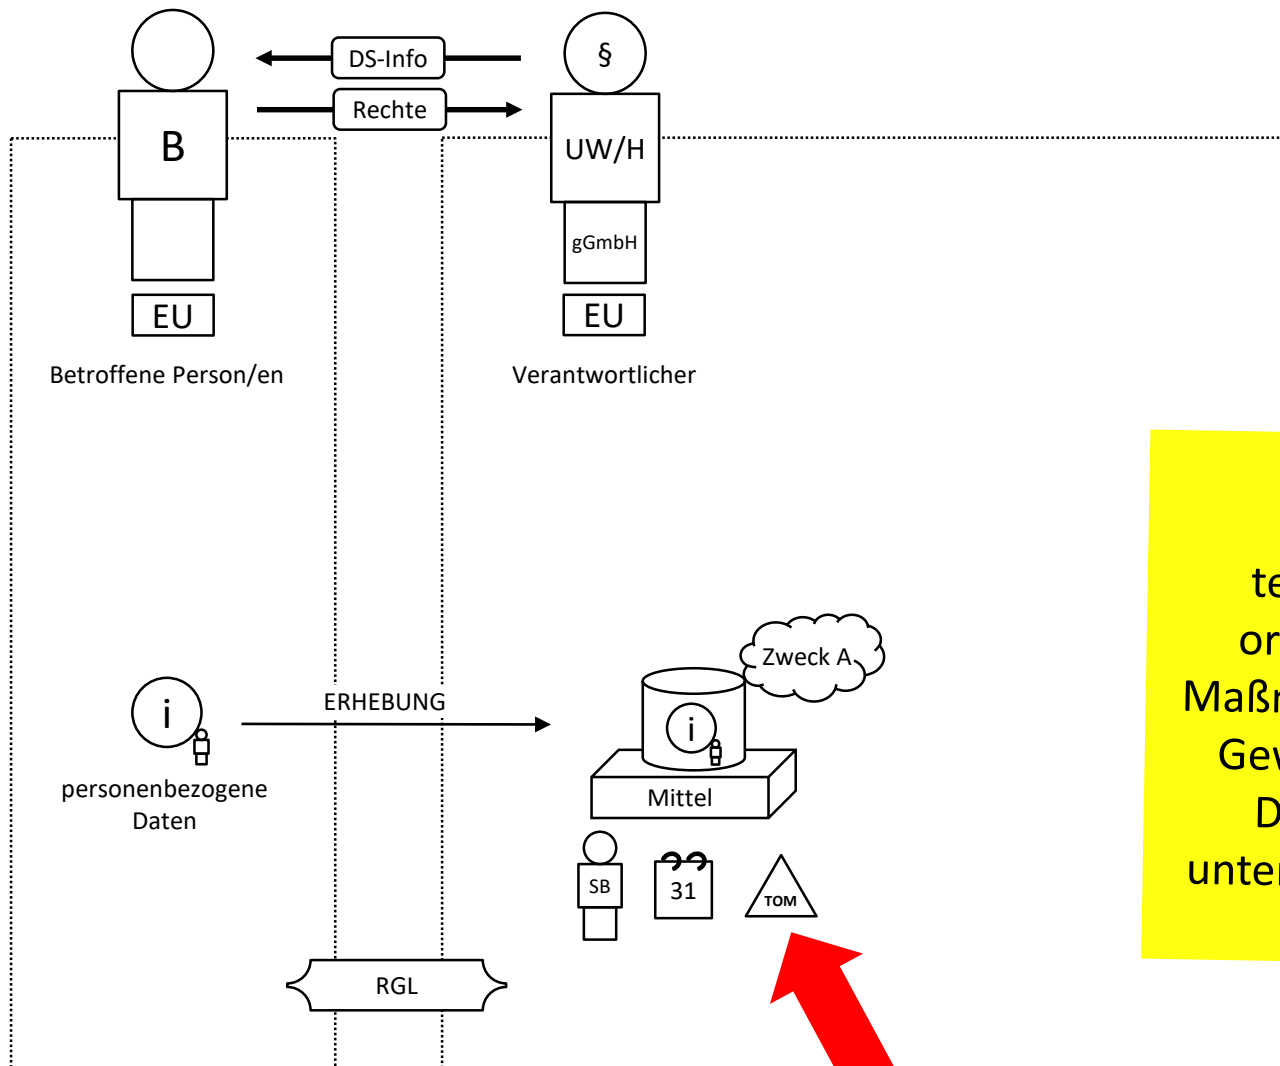 DS-Info
§
Rechte
B
UW/H
gGmbH
EU
EU
Betroffene Person/en
Verantwortlicher
Zweck A
ERHEBUNG
i
i
personenbezogene
Daten
Mittel
SB
31
TOM
RGL